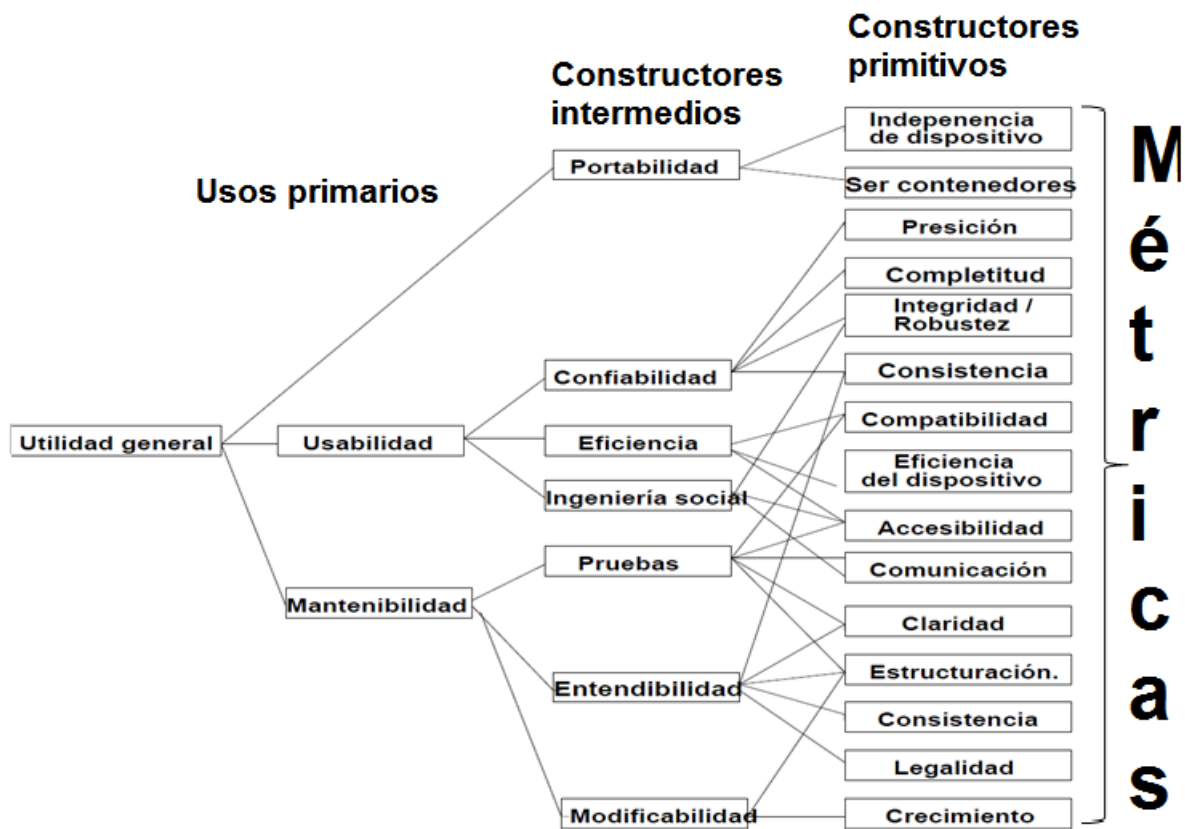 Constructores
primitivos
Constructores
intermedios
Usos primarios
Indepenencia
de dispositivo
Portabilidad
Ser contenedores
Presición
Completitud
Integridad /
Robustez
Confiabilidad
Consistencia
Utilidad general
Usabilidad
Eficiencia
Compatibilidad
Eficiencia
del dispositivo
Ingeniería social
Accesibilidad
Pruebas
Comunicación
Mantenibilidad
Claridad
Entendibilidad
Estructuración.
Consistencia
Legalidad
Modificabilidad
Crecimiento
M
é
t
r
i
c
a
s